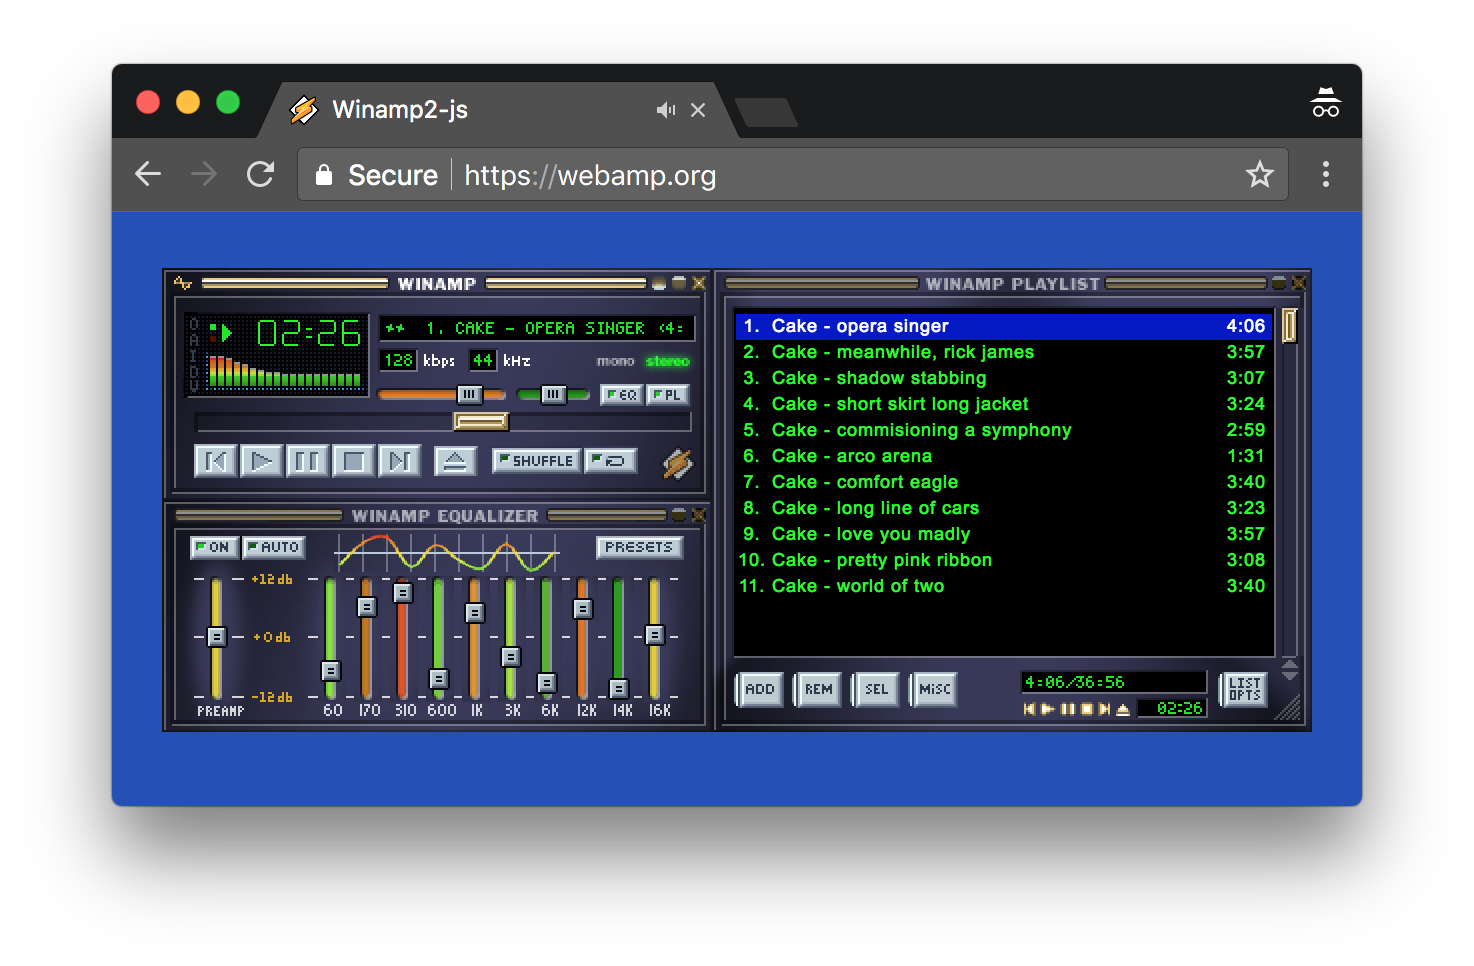 Winamp2-js
Secure https://webamp.org
WINAMP
OAIDV
02:26
** 1. CAKE - OPERA SINGER (4:
128 kbps 44 kHz
mono stereo
EQ PL
SHUFFLE
WINAMP EQUALIZER
ON AUTO PRESETS
+12db
+0db
-12db
PREAMP 60 170 310 600 1K 3K 6K 12K 14K 16K
WINAMP PLAYLIST
1. Cake - opera singer 4:06
2. Cake - meanwhile, rick james 3:57
3. Cake - shadow stabbing 3:07
4. Cake - short skirt long jacket 3:24
5. Cake - commisioning a symphony 2:59
6. Cake - arco arena 1:31
7. Cake - comfort eagle 3:40
8. Cake - long line of cars 3:23
9. Cake - love you madly 3:57
10. Cake - pretty pink ribbon 3:08
11. Cake - world of two 3:40
ADD REM SEL MISC
4:06/36:56
02:26
LIST
OPTS